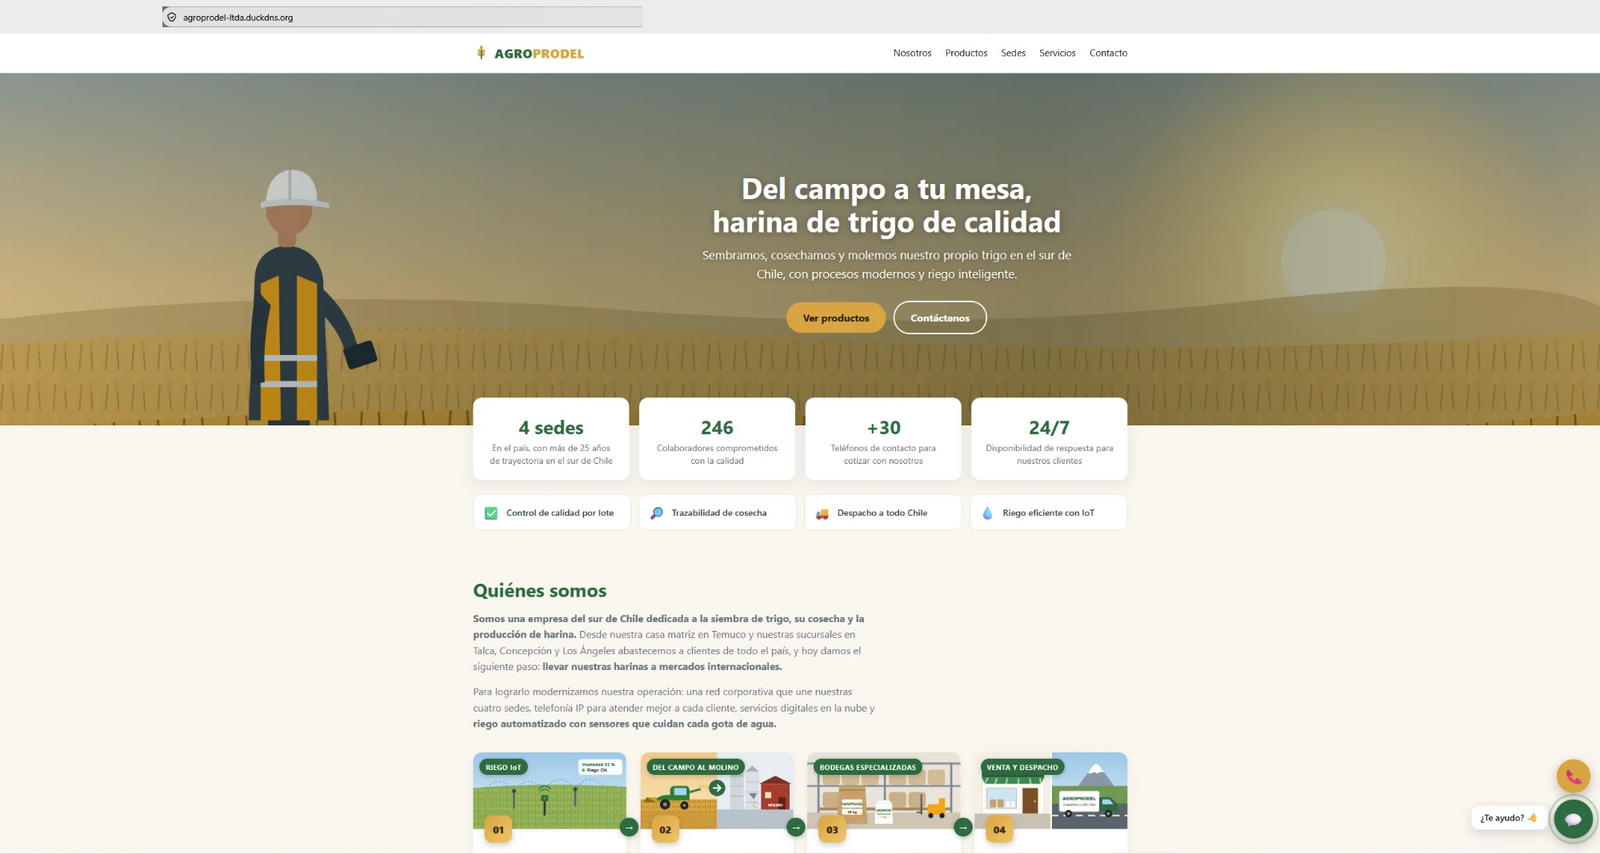 agroprodel-ltda.duckdns.org
AGROPRODEL
Nosotros Productos Sedes Servicios Contacto
Del campo a tu mesa,
harina de trigo de calidad
Sembramos, cosechamos y molemos nuestro propio trigo en el sur de
Chile, con procesos modernos y riego inteligente.
Ver productos
Contáctanos
4 sedes
En el país, con más de 25 años
de trayectoria en el sur de Chile
246
Colaboradores comprometidos
con la calidad
+30
Teléfonos de contacto para
cotizar con nosotros
24/7
Disponibilidad de respuesta para
nuestros clientes
Control de calidad por lote
Trazabilidad de cosecha
Despacho a todo Chile
Riego eficiente con IoT
Quiénes somos
Somos una empresa del sur de Chile dedicada a la siembra de trigo, su cosecha y la
producción de harina. Desde nuestra casa matriz en Temuco y nuestras sucursales en
Talca, Concepción y Los Ángeles abastecemos a clientes de todo el país, y hoy damos el
siguiente paso: llevar nuestras harinas a mercados internacionales.
Para lograrlo modernizamos nuestra operación: una red corporativa que une nuestras
cuatro sedes, telefonía IP para atender mejor a cada cliente, servicios digitales en la nube y
riego automatizado con sensores que cuidan cada gota de agua.
RIEGO IoT
Riego ON
01
DEL CAMPO AL MOLINO
MOLINO
02
BODEGAS ESPECIALIZADAS
03
VENTA Y DESPACHO
AGROPRODEL
04
¿Te ayudo?